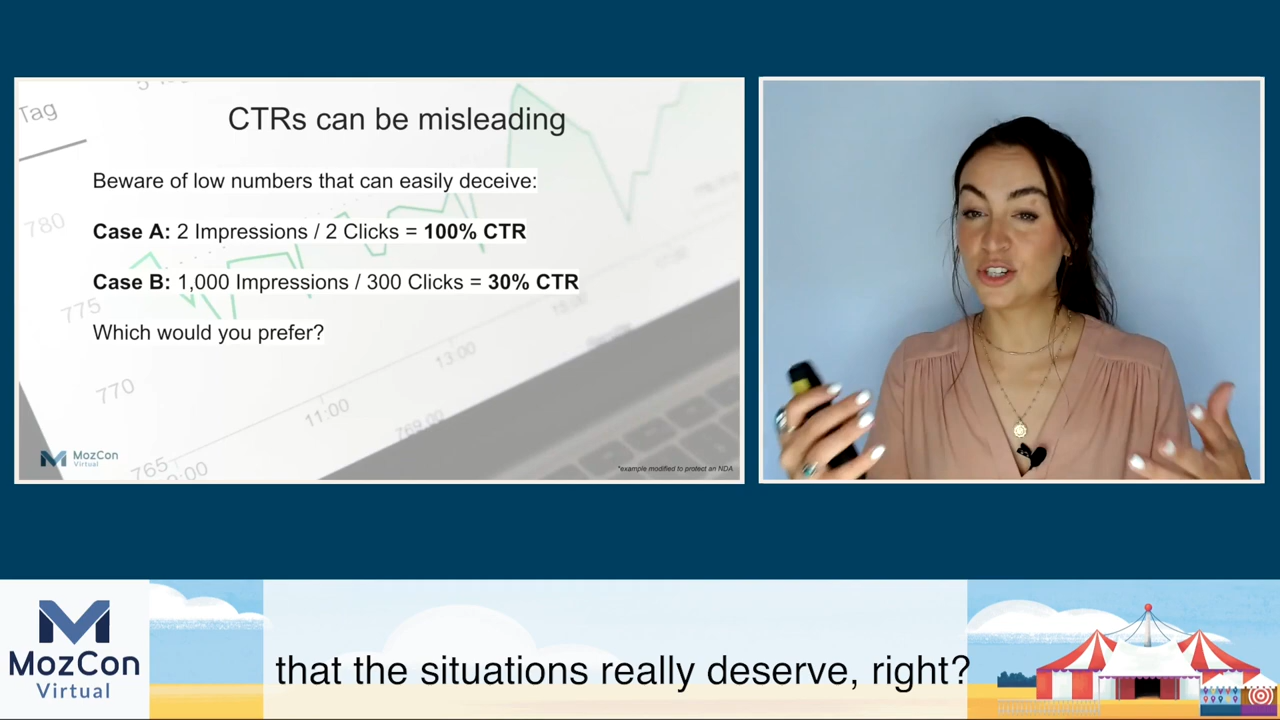 Tag
780
775
770
765
11:00
13:00
769.00
CTRs can be misleading
Beware of low numbers that can easily deceive:
Case A: 2 Impressions / 2 Clicks = 100% CTR
Case B: 1,000 Impressions / 300 Clicks = 30% CTR
Which would you prefer?
MozCon
Virtual
*example modified to protect an NDA
MozCon
Virtual
that the situations really deserve, right?